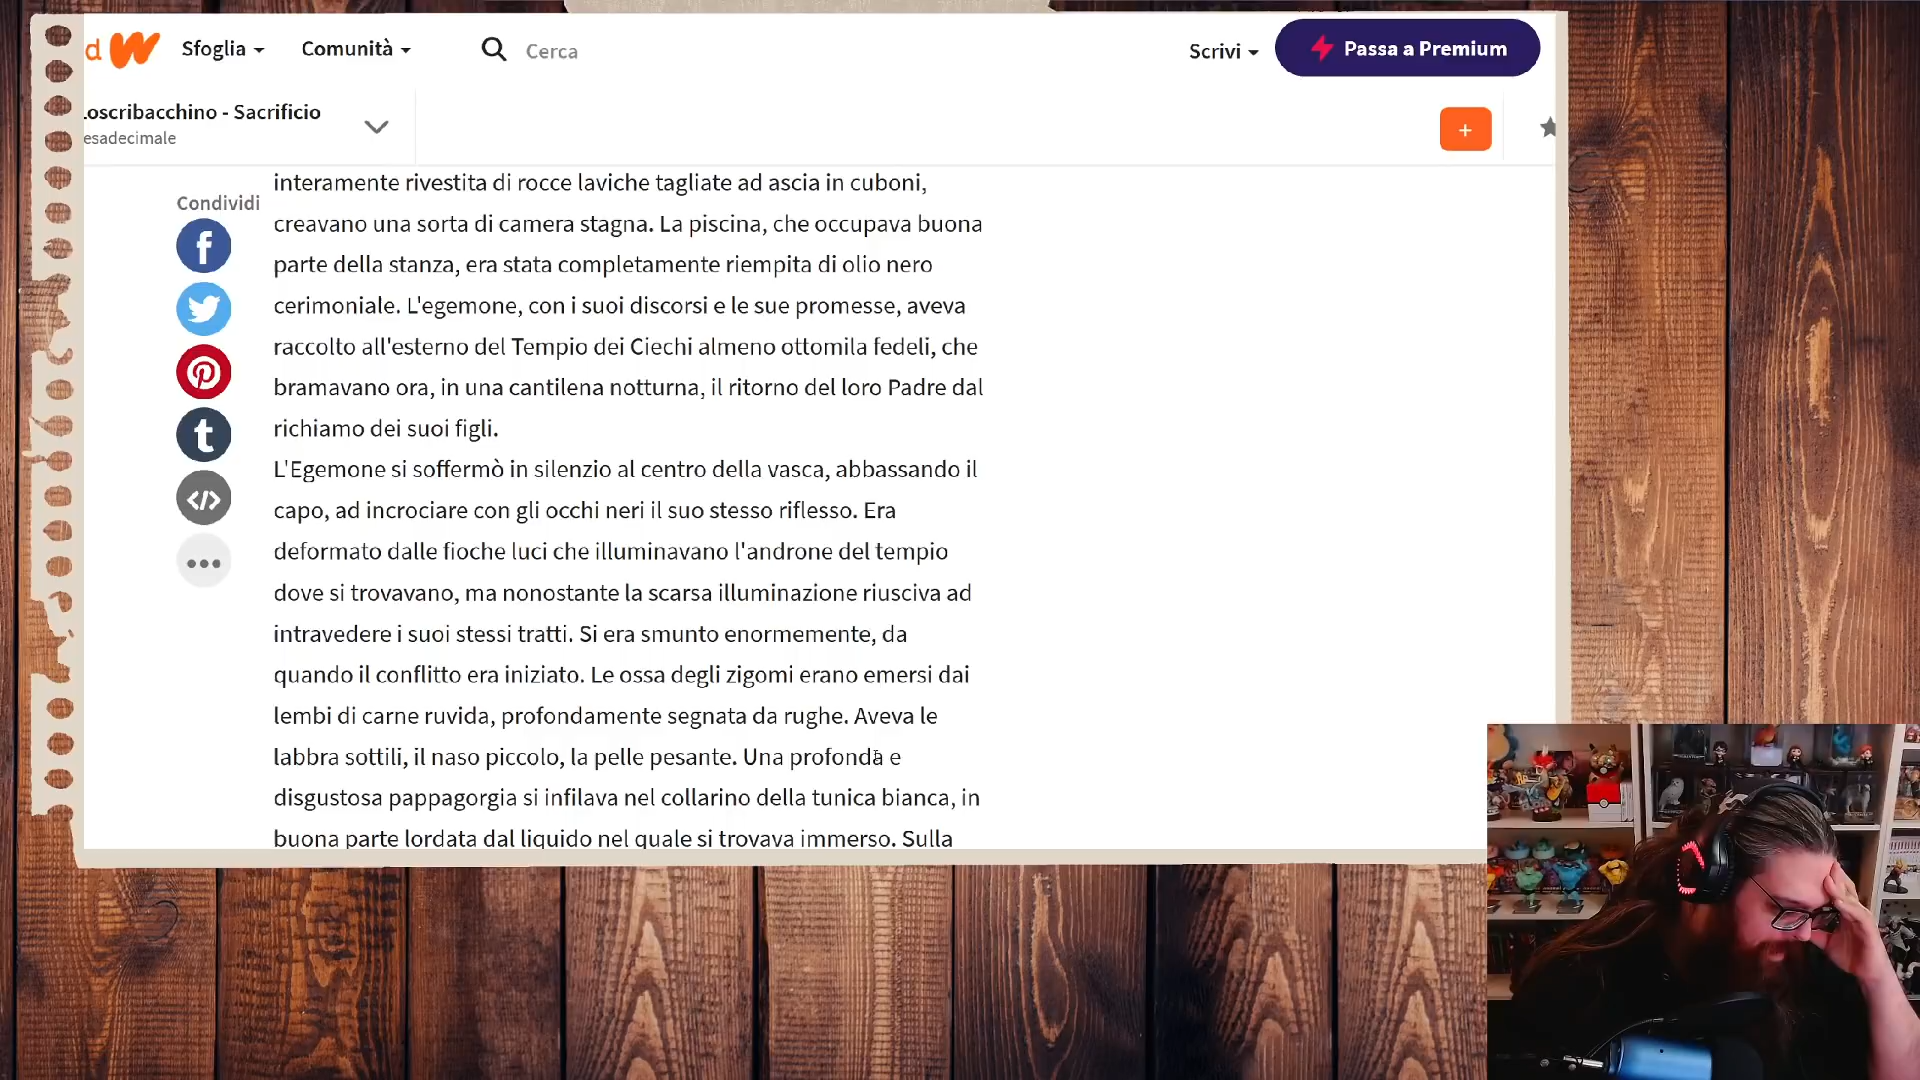 d
Sfoglia
Comunità
Cerca
Scrivi
Passa a Premium
Loscribacchino - Sacrificio
esadecimale
+
Condividi
interamente rivestita di rocce laviche tagliate ad ascia in cuboni,
creavano una sorta di camera stagna. La piscina, che occupava buona
parte della stanza, era stata completamente riempita di olio nero
cerimoniale. L'egemone, con i suoi discorsi e le sue promesse, aveva
raccolto all'esterno del Tempio dei Ciechi almeno ottomila fedeli, che
bramavano ora, in una cantilena notturna, il ritorno del loro Padre dal
richiamo dei suoi figli.
L'Egemone si soffermò in silenzio al centro della vasca, abbassando il
capo, ad incrociare con gli occhi neri il suo stesso riflesso. Era
deformato dalle fioche luci che illuminavano l'androne del tempio
dove si trovavano, ma nonostante la scarsa illuminazione riusciva ad
intravedere i suoi stessi tratti. Si era smunto enormemente, da
quando il conflitto era iniziato. Le ossa degli zigomi erano emersi dai
lembi di carne ruvida, profondamente segnata da rughe. Aveva le
labbra sottili, il naso piccolo, la pelle pesante. Una profonda e
disgustosa pappagorgia si infilava nel collarino della tunica bianca, in
buona parte lordata dal liquido nel quale si trovava immerso. Sulla